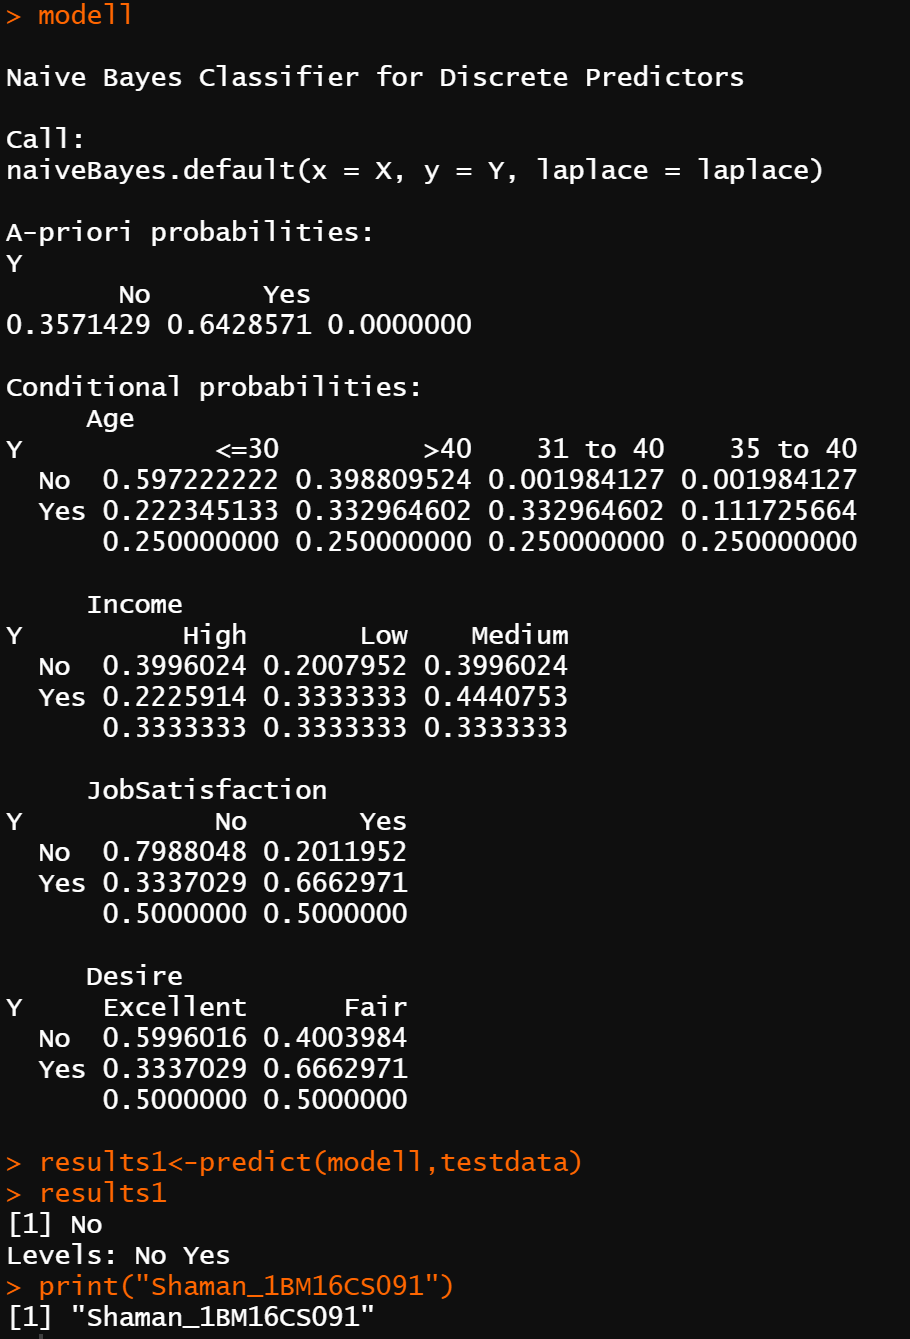 > modell
Naive Bayes Classifier for Discrete Predictors
Call:
naiveBayes.default(x = X, y = Y, laplace = laplace)
A-priori probabilities:
Y
No Yes
0.3571429 0.6428571 0.0000000
Conditional probabilities:
Age
Y <=30 >40 31 to 40 35 to 40
No 0.597222222 0.398809524 0.001984127 0.001984127
Yes 0.222345133 0.332964602 0.332964602 0.111725664
0.250000000 0.250000000 0.250000000 0.250000000
Income
Y High Low Medium
No 0.3996024 0.2007952 0.3996024
Yes 0.2225914 0.3333333 0.4440753
0.3333333 0.3333333 0.3333333
JobSatisfaction
Y No Yes
No 0.7988048 0.2011952
Yes 0.3337029 0.6662971
0.5000000 0.5000000
Desire
Y Excellent Fair
No 0.5996016 0.4003984
Yes 0.3337029 0.6662971
0.5000000 0.5000000
> results1<-predict(modell,testdata)
> results1
[1] No
Levels: No Yes
> print("Shaman_1BM16CS091")
[1] "Shaman_1BM16CS091"